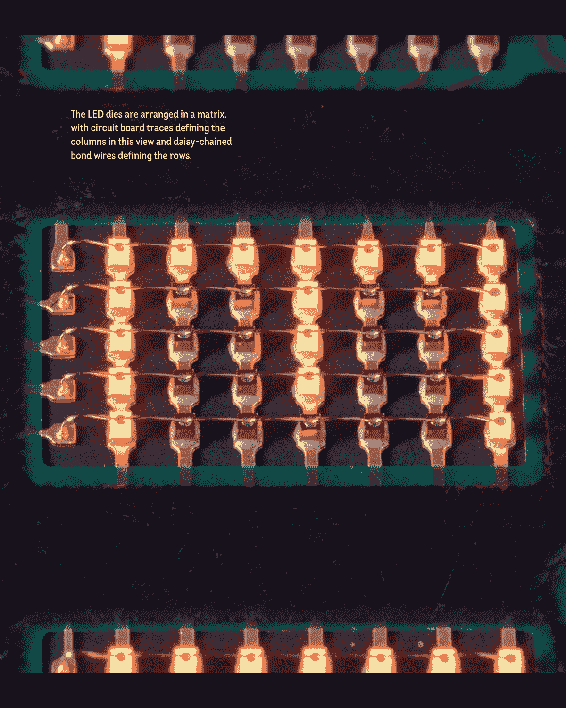 The LED dies are arranged in a matrix,
with circuit board traces defining the
columns in this view and daisy-chained
bond wires defining the rows.